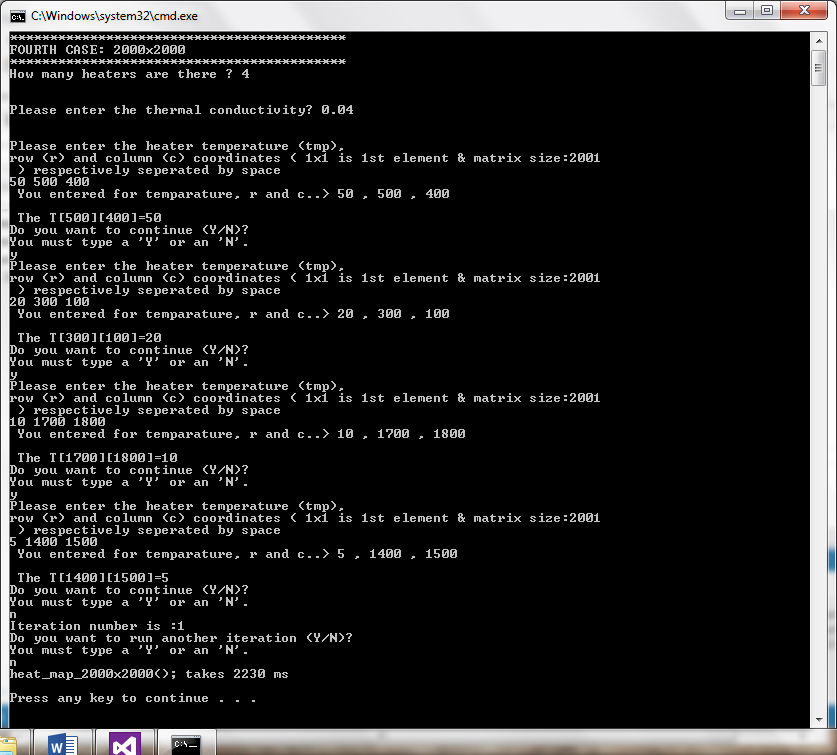 C:\Windows\system32\cmd.exe
******************************************
FOURTH CASE: 2000x2000
******************************************
How many heaters are there ? 4
Please enter the thermal conductivity? 0.04
Please enter the heater temperature (tmp),
row (r) and column (c) coordinates ( 1x1 is 1st element & matrix size:2001
 ) respectively seperated by space
50 500 400
 You entered for temparature, r and c..> 50 , 500 , 400
 The T[500][400]=50
Do you want to continue (Y/N)?
You must type a 'Y' or an 'N'.
y
Please enter the heater temperature (tmp),
row (r) and column (c) coordinates ( 1x1 is 1st element & matrix size:2001
 ) respectively seperated by space
20 300 100
 You entered for temparature, r and c..> 20 , 300 , 100
 The T[300][100]=20
Do you want to continue (Y/N)?
You must type a 'Y' or an 'N'.
y
Please enter the heater temperature (tmp),
row (r) and column (c) coordinates ( 1x1 is 1st element & matrix size:2001
 ) respectively seperated by space
10 1700 1800
 You entered for temparature, r and c..> 10 , 1700 , 1800
 The T[1700][1800]=10
Do you want to continue (Y/N)?
You must type a 'Y' or an 'N'.
y
Please enter the heater temperature (tmp),
row (r) and column (c) coordinates ( 1x1 is 1st element & matrix size:2001
 ) respectively seperated by space
5 1400 1500
 You entered for temparature, r and c..> 5 , 1400 , 1500
 The T[1400][1500]=5
Do you want to continue (Y/N)?
You must type a 'Y' or an 'N'.
n
Iteration number is :1
Do you want to run another iteration (Y/N)?
You must type a 'Y' or an 'N'.
n
heat_map_2000x2000(); takes 2230 ms
Press any key to continue . . .